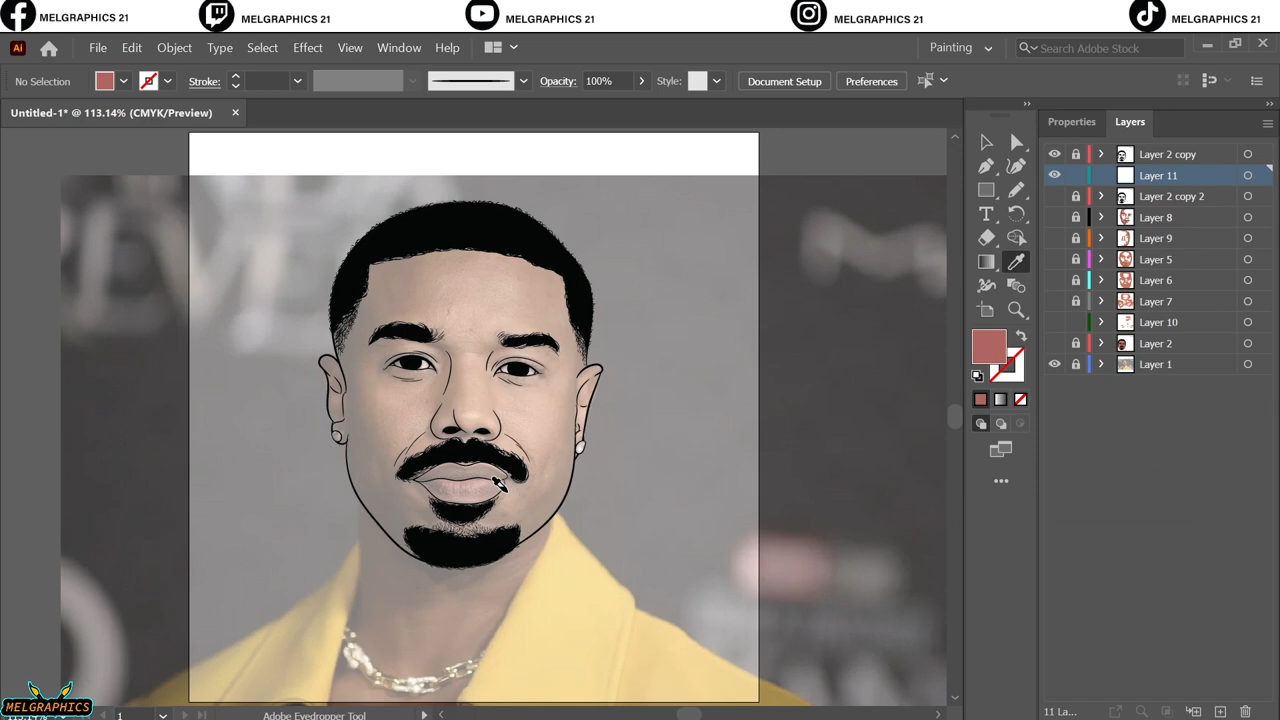 MELGRAPHICS 21
MELGRAPHICS 21
MELGRAPHICS 21
MELGRAPHICS 21
MELGRAPHICS 21
Ai
File Edit Object Type Select Effect View Window Help
Painting
Search Adobe Stock
No Selection
Stroke:
Opacity: 100%
Style:
Document Setup
Preferences
Untitled-1* @ 113.14% (CMYK/Preview)
Properties
Layers
Layer 2 copy
Layer 11
Layer 2 copy 2
Layer 8
Layer 9
Layer 5
Layer 6
Layer 7
Layer 10
Layer 2
Layer 1
MELGRAPHICS
1
Adobe Eyedropper Tool
11 La...